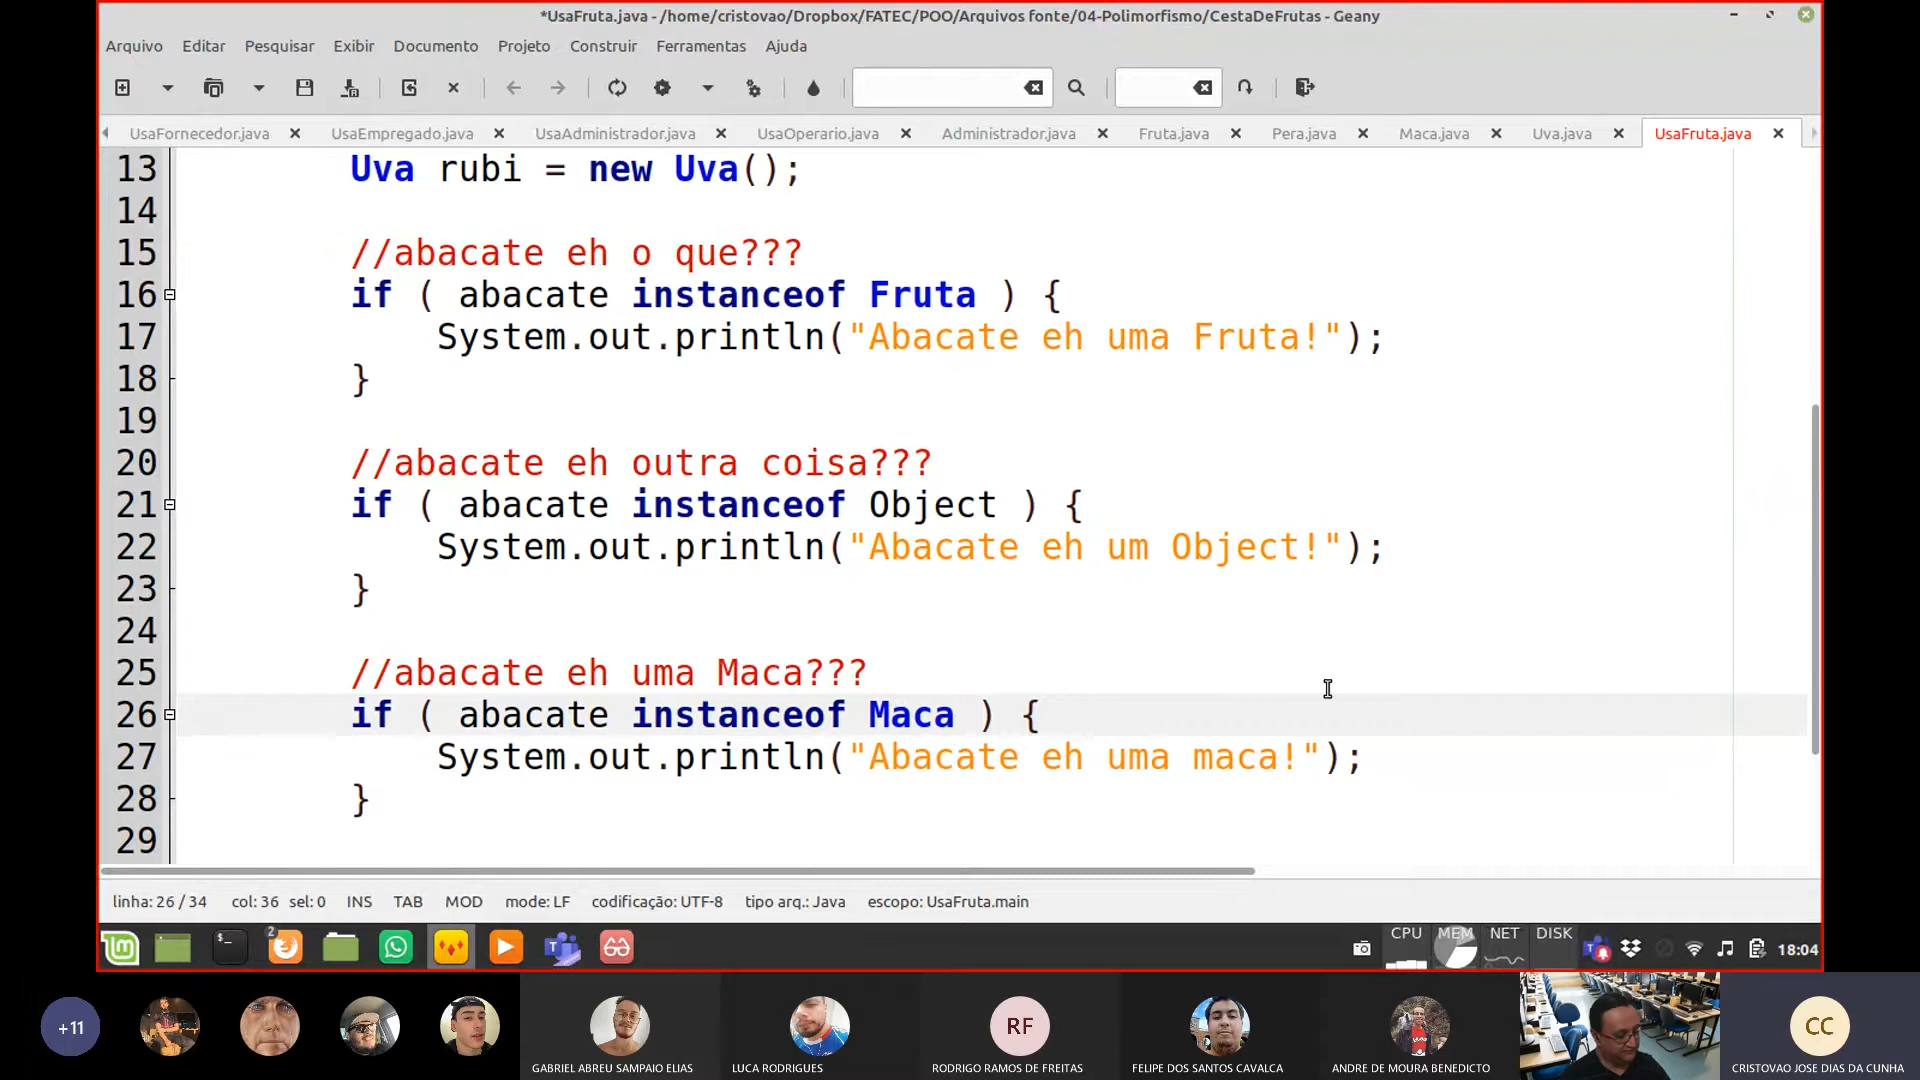 *UsaFruta.java - /home/cristovao/Dropbox/FATEC/POO/Arquivos fonte/04-Polimorfismo/CestaDeFrutas - Geany
Arquivo Editar Pesquisar Exibir Documento Projeto Construir Ferramentas Ajuda
UsaFornecedor.java UsaEmpregado.java UsaAdministrador.java UsaOperario.java Administrador.java Fruta.java Pera.java Maca.java Uva.java UsaFruta.java
13 Uva rubi = new Uva();
14
15 //abacate eh o que???
16 if ( abacate instanceof Fruta ) {
17 System.out.println("Abacate eh uma Fruta!");
18 }
19
20 //abacate eh outra coisa???
21 if ( abacate instanceof Object ) {
22 System.out.println("Abacate eh um Object!");
23 }
24
25 //abacate eh uma Maca???
26 if ( abacate instanceof Maca ) {
27 System.out.println("Abacate eh uma maca!");
28 }
29
linha: 26 / 34 col: 36 sel: 0 INS TAB MOD mode: LF codificação: UTF-8 tipo arq.: Java escopo: UsaFruta.main
2 CPU MEM NET DISK 18:04
+11 RF CC
GABRIEL ABREU SAMPAIO ELIAS LUCA RODRIGUES RODRIGO RAMOS DE FREITAS FELIPE DOS SANTOS CAVALCA ANDRE DE MOURA BENEDICTO CRISTOVAO JOSE DIAS DA CUNHA